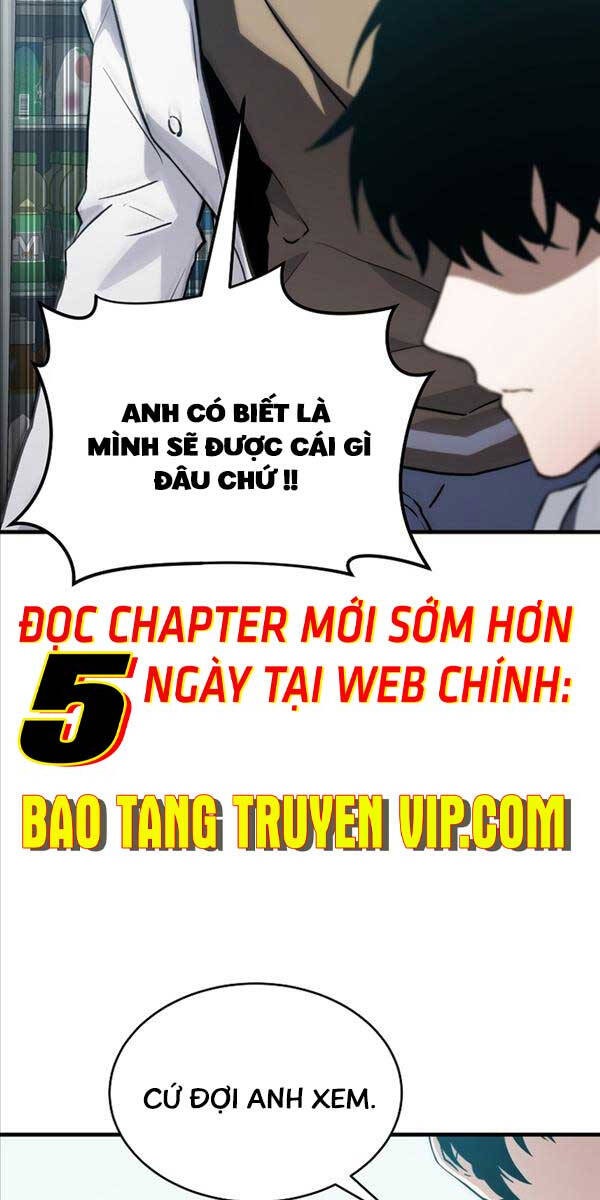 M
ANH CÓ BIẾT LÀ
MÌNH SẼ ĐƯỢC CÁI GÌ
ĐÂU CHỨ !!
ĐỌC CHAPTER MỚI SỚM HƠN
5 NGÀY TẠI WEB CHÍNH:
BAO TANG TRUYEN VIP.COM
CỨ ĐỢI ANH XEM.